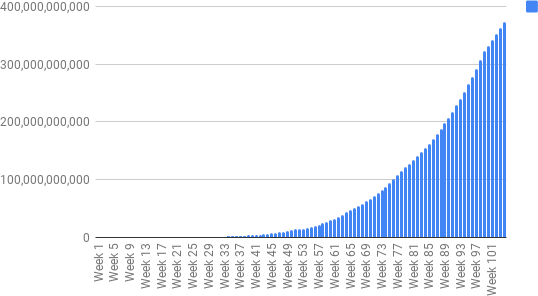 400,000,000,000
300,000,000,000
200,000,000,000
100,000,000,000
0
Week 1
Week 5
Week 9
Week 13
Week 17
Week 21
Week 25
Week 29
Week 33
Week 37
Week 41
Week 45
Week 49
Week 53
Week 57
Week 61
Week 65
Week 69
Week 73
Week 77
Week 81
Week 85
Week 89
Week 93
Week 97
Week 101